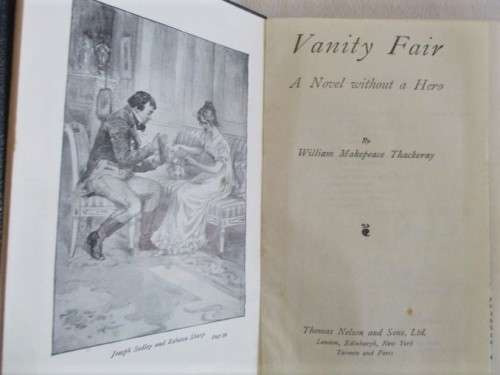 Joseph Sedley and Rebecca Sharp
Vanity Fair
A Novel without a Hero
By
William Makepeace Thackeray
Thomas Nelson and Sons, Ltd.
London, Edinburgh, New York
Toronto and Paris